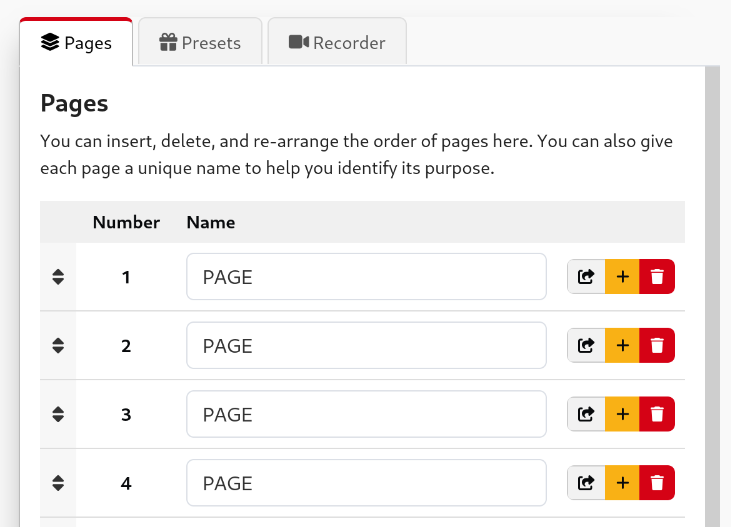 Pages Presets Recorder
Pages
You can insert, delete, and re-arrange the order of pages here. You can also give
each page a unique name to help you identify its purpose.
Number Name
1 PAGE
2 PAGE
3 PAGE
4 PAGE